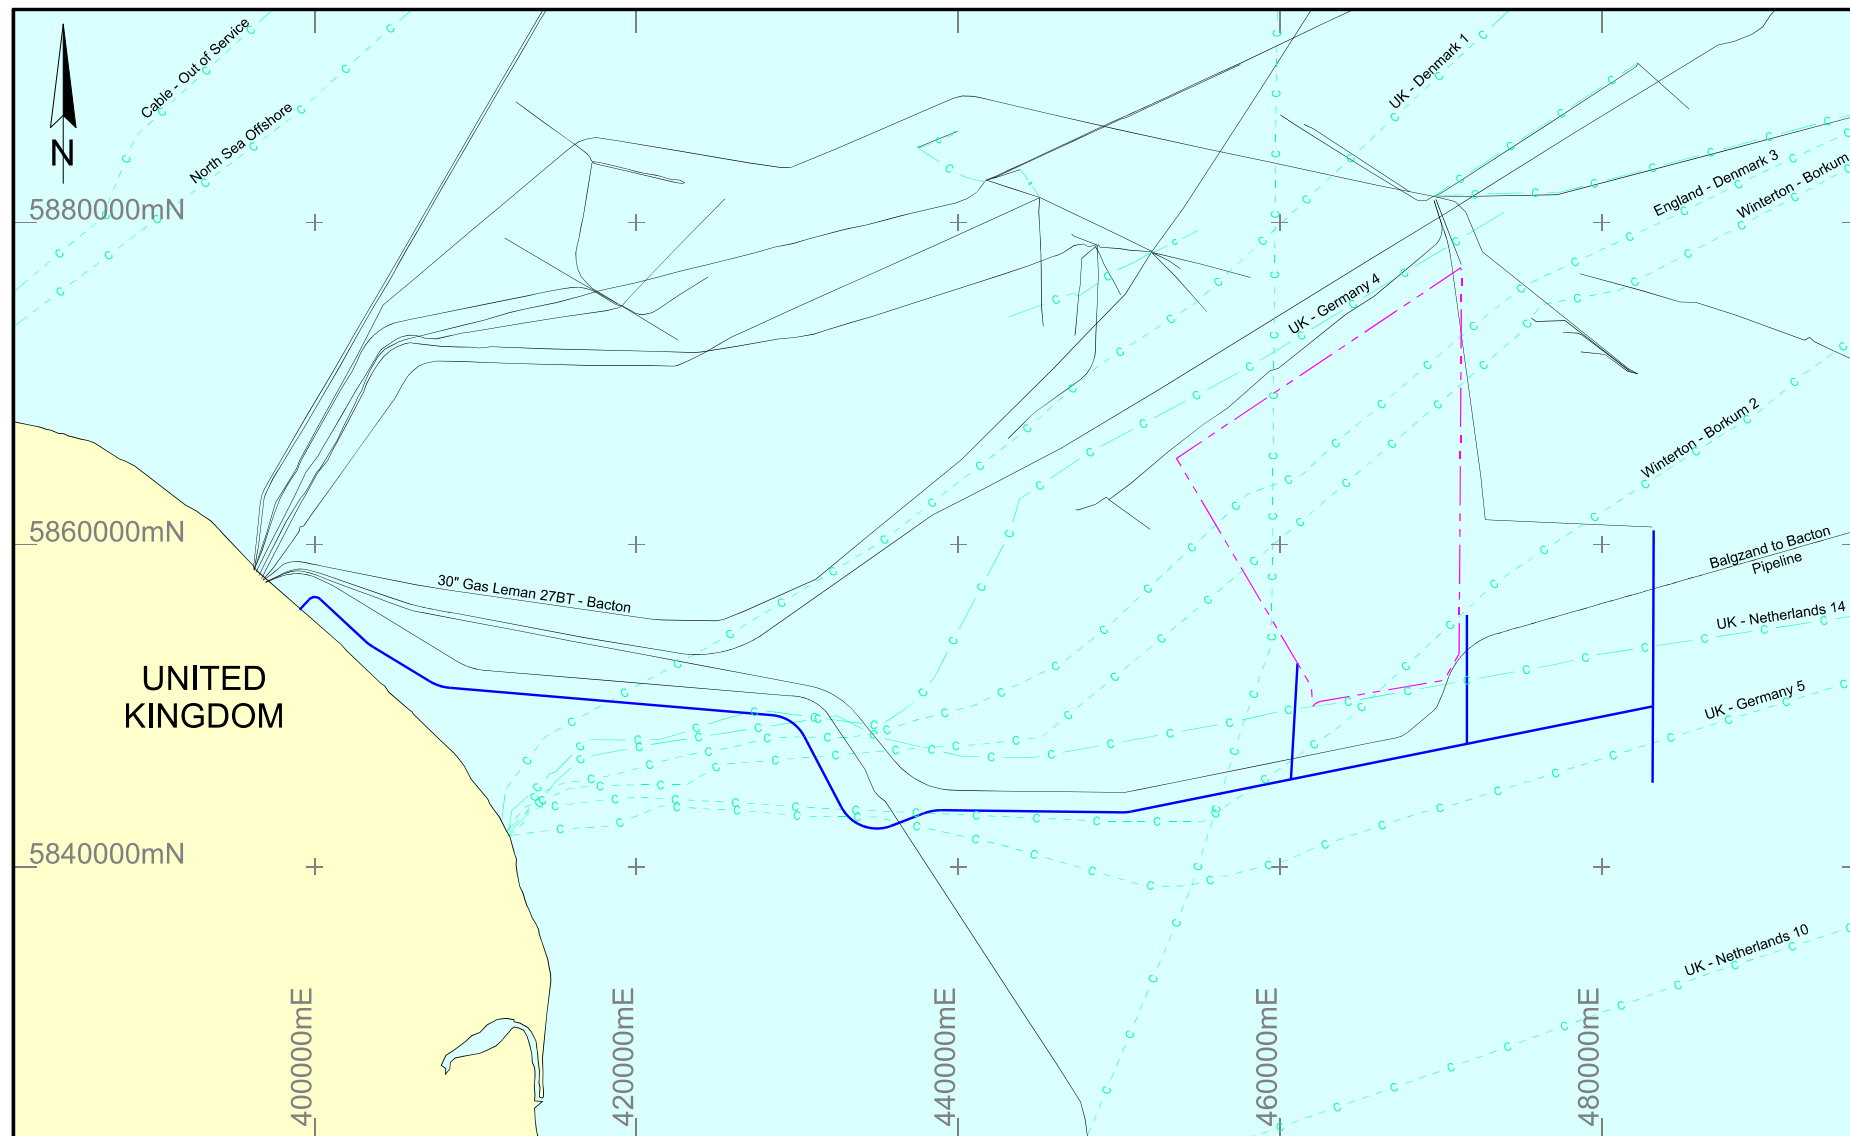 Cable - Out of Service
North Sea Offshore
N
UK - Denmark 1
England - Denmark 3
Winterton - Borkum
5880000mN
UK - Germany 4
Winterton - Borkum 2
5860000mN
30" Gas Leman 27BT - Bacton
Balgzand to Bacton
Pipeline
UK - Netherlands 14
UNITED
KINGDOM
UK - Germany 5
5840000mN
UK - Netherlands 10
400000mE
420000mE
440000mE
460000mE
480000mE